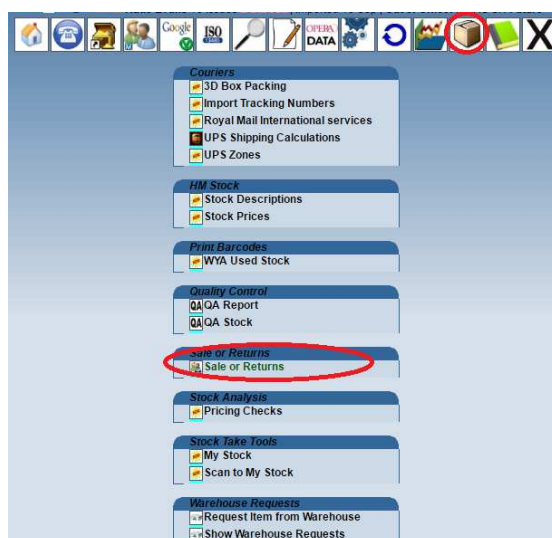 Google
ISO
OPERA
DATA
X
Couriers
3D Box Packing
Import Tracking Numbers
Royal Mail International services
UPS Shipping Calculations
UPS Zones
HM Stock
Stock Descriptions
Stock Prices
Print Barcodes
WYA Used Stock
Quality Control
QA QA Report
QA QA Stock
Sale or Returns
Sale or Returns
Stock Analysis
Pricing Checks
Stock Take Tools
My Stock
Scan to My Stock
Warehouse Requests
Request Item from Warehouse
Show Warehouse Requests